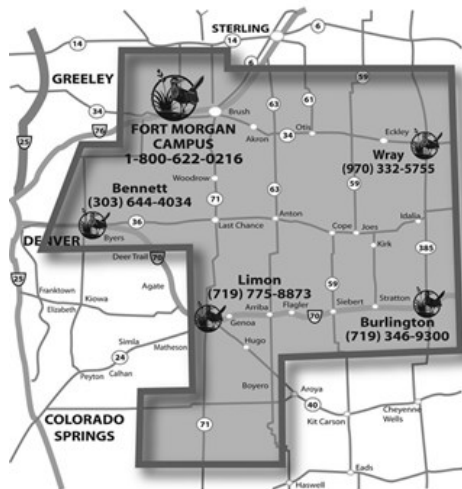 STERLING
6
14
14
6
59
GREELEY
63
61
34
Brush
25
76
FORT MORGAN
CAMPUS
1-800-622-0216
Akron
34
Otis
Eckley
Wray
(970) 332-5755
Bennett
(303) 644-4034
Woodrow
63
59
71
36
Last Chance
Anton
Cope
Joes
Idalia
DENVER
Byers
Kirk
385
Deer Trail
70
25
Franktown
Kiowa
Elizabeth
Agate
Limon
(719) 775-8873
59
Arriba
Flagler
Siebert
Stratton
Genoa
70
Burlington
(719) 346-9300
Simla
24
Matheson
Hugo
Peyton
Calhan
Boyero
Aroya
40
COLORADO
SPRINGS
71
Kit Carson
Cheyenne
Wells
Eads
Haswell